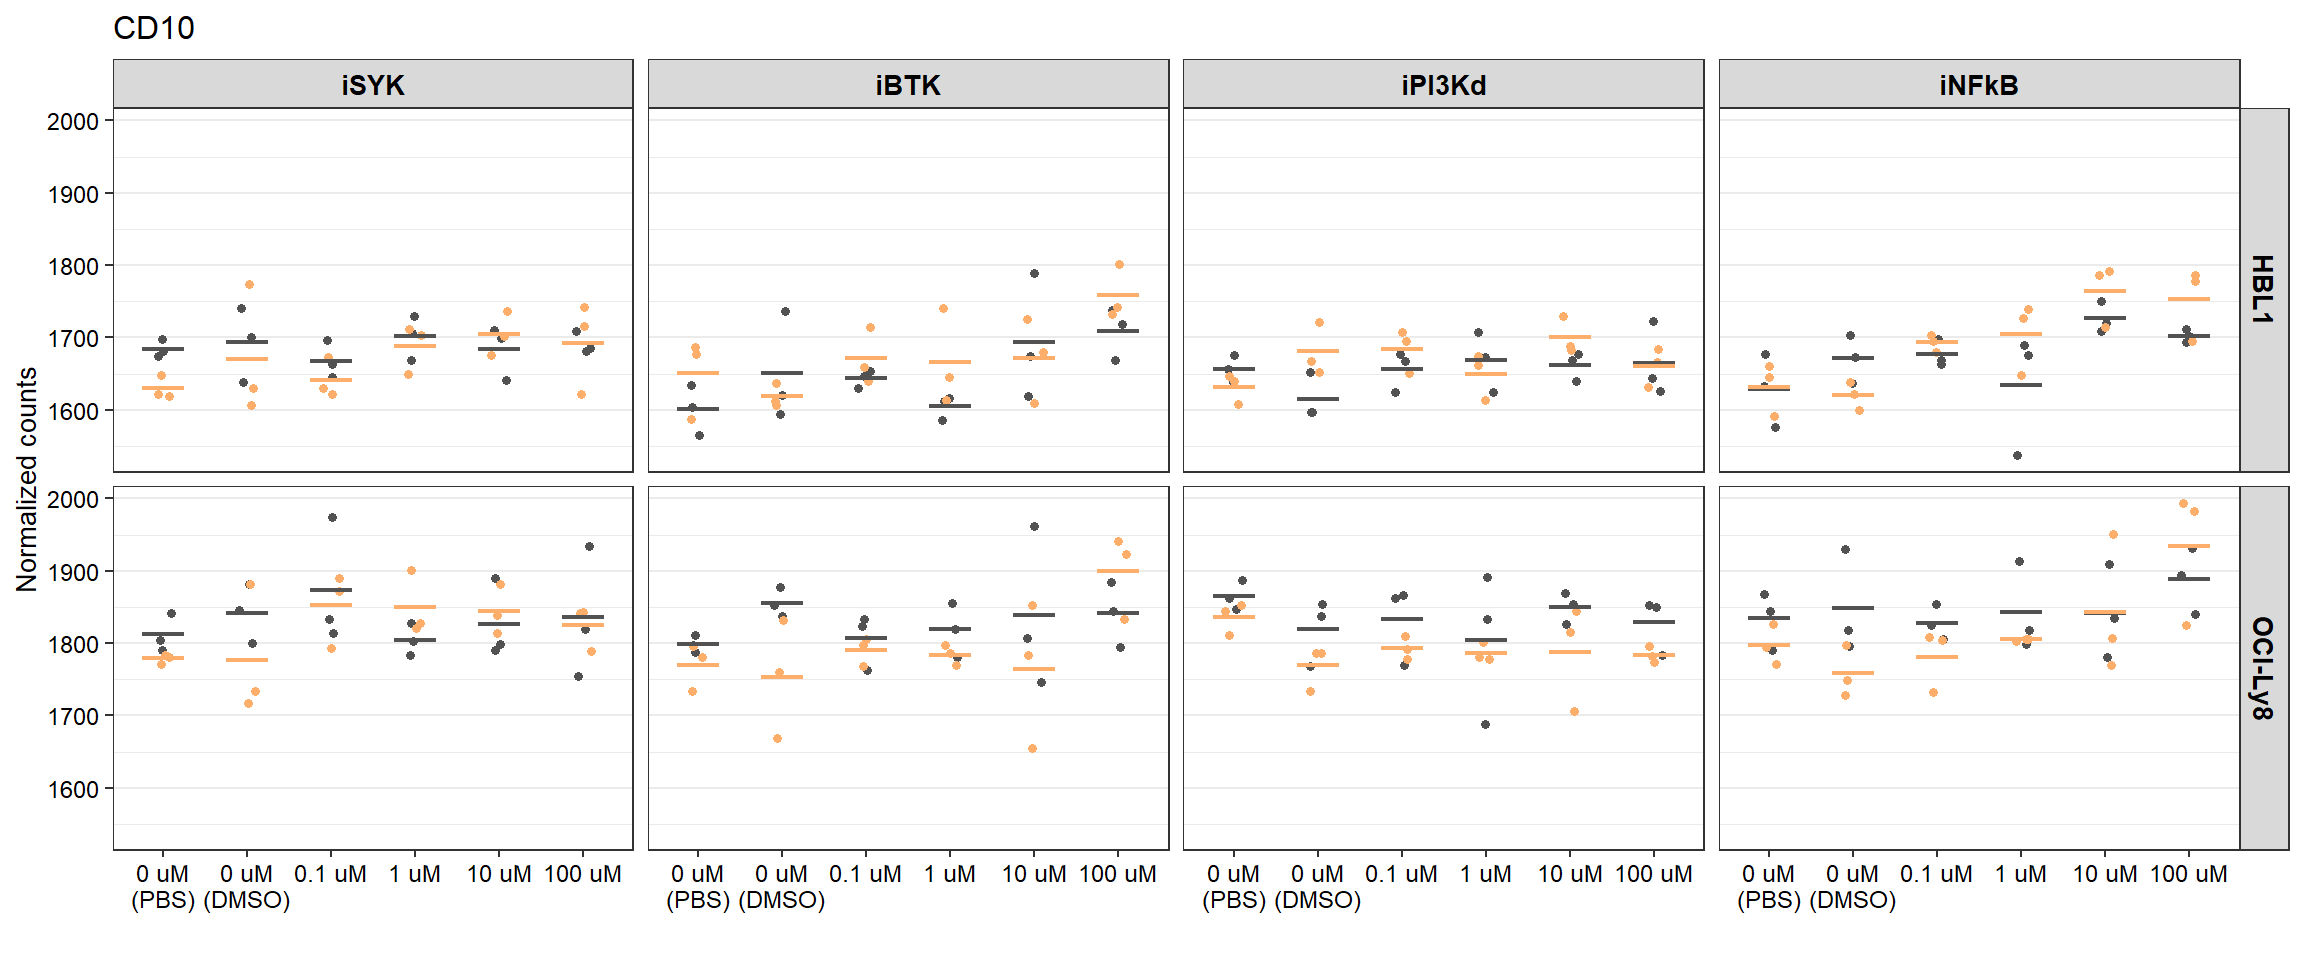 CD10
iSYK
iBTK
iPI3Kd
iNFkB
Normalized counts
2000
1900
1800
1700
1600
HBL1
2000
1900
1800
1700
1600
OCI-Ly8
0 uM (PBS) 0 uM (DMSO) 0.1 uM 1 uM 10 uM 100 uM
0 uM (PBS) 0 uM (DMSO) 0.1 uM 1 uM 10 uM 100 uM
0 uM (PBS) 0 uM (DMSO) 0.1 uM 1 uM 10 uM 100 uM
0 uM (PBS) 0 uM (DMSO) 0.1 uM 1 uM 10 uM 100 uM